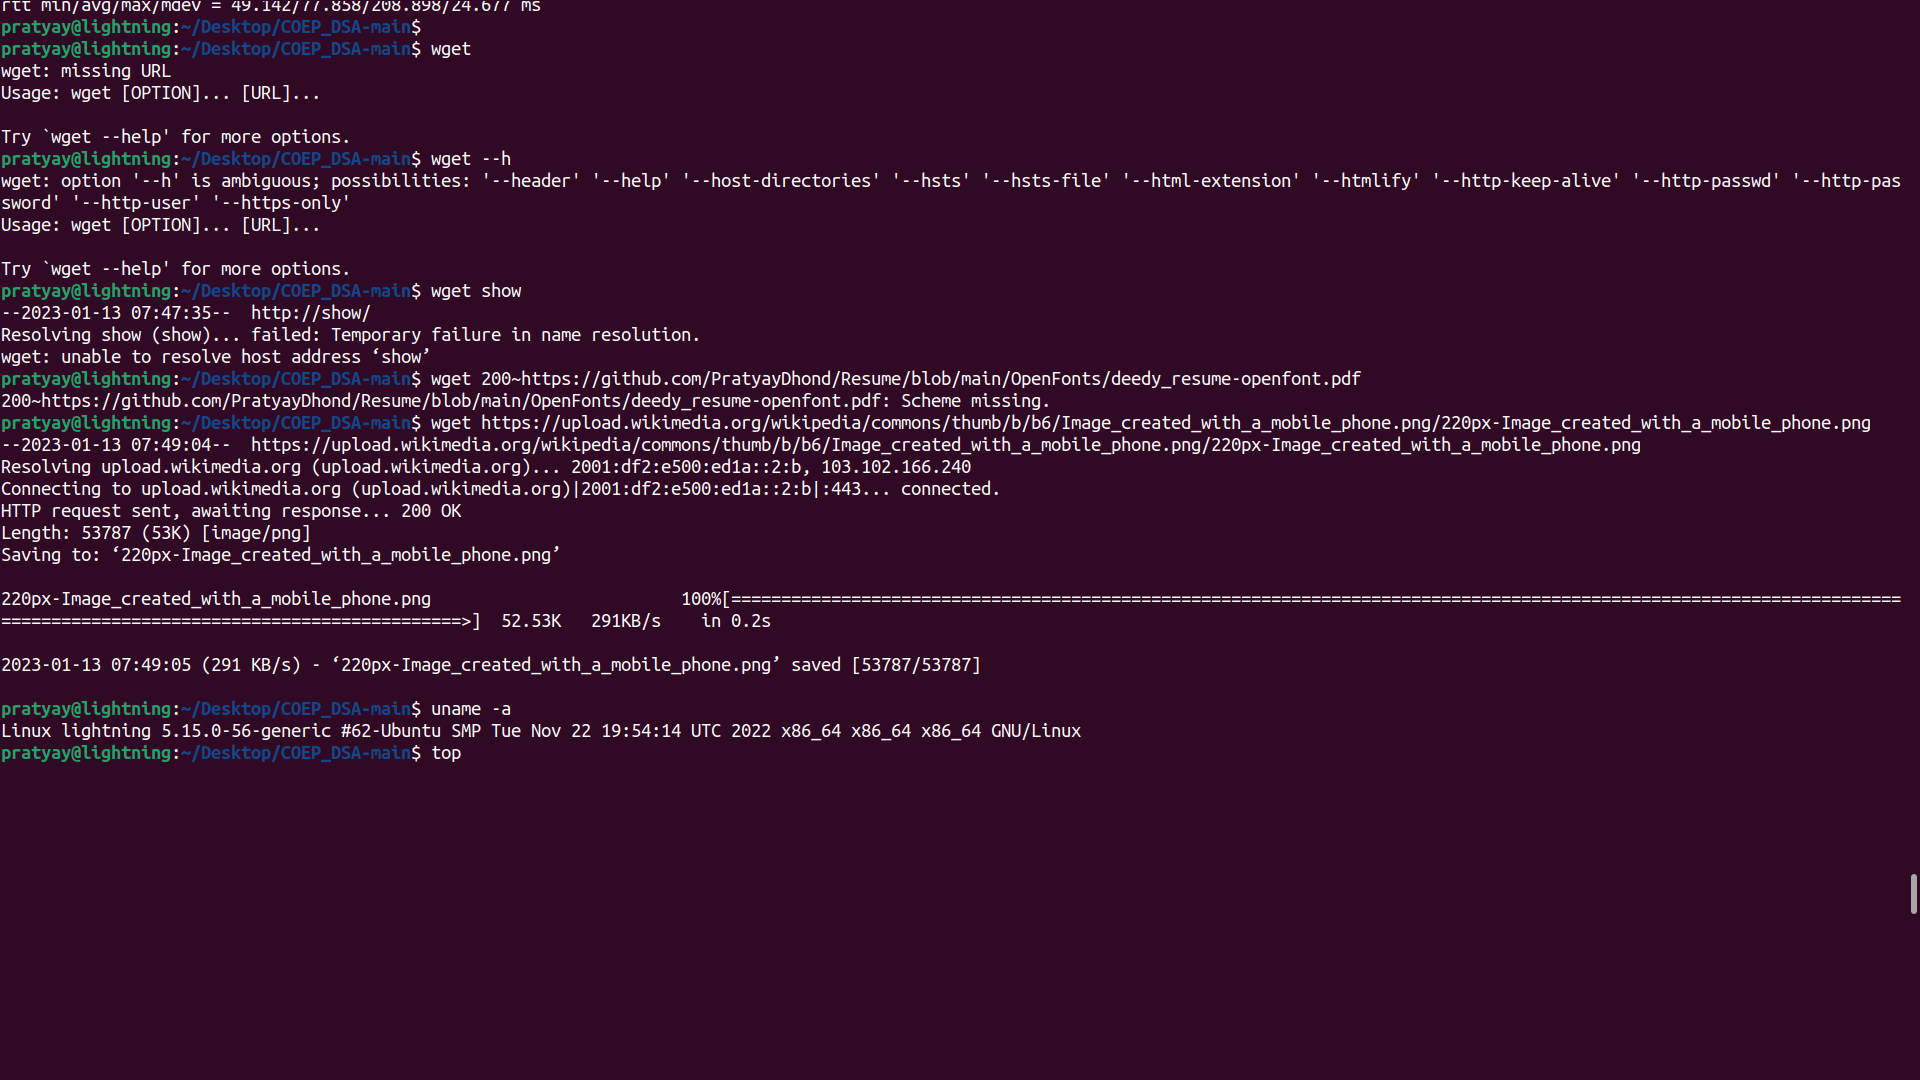 rtt min/avg/max/mdev = 49.142/77.858/208.898/24.677 ms
pratyay@lightning:~/Desktop/COEP_DSA-main$
pratyay@lightning:~/Desktop/COEP_DSA-main$ wget
wget: missing URL
Usage: wget [OPTION]... [URL]...
Try `wget --help' for more options.
pratyay@lightning:~/Desktop/COEP_DSA-main$ wget --h
wget: option '--h' is ambiguous; possibilities: '--header' '--help' '--host-directories' '--hsts' '--hsts-file' '--html-extension' '--htmlify' '--http-keep-alive' '--http-passwd' '--http-pas
sword' '--http-user' '--https-only'
Usage: wget [OPTION]... [URL]...
Try `wget --help' for more options.
pratyay@lightning:~/Desktop/COEP_DSA-main$ wget show
--2023-01-13 07:47:35--  http://show/
Resolving show (show)... failed: Temporary failure in name resolution.
wget: unable to resolve host address ‘show’
pratyay@lightning:~/Desktop/COEP_DSA-main$ wget 200~https://github.com/PratyayDhond/Resume/blob/main/OpenFonts/deedy_resume-openfont.pdf
200~https://github.com/PratyayDhond/Resume/blob/main/OpenFonts/deedy_resume-openfont.pdf: Scheme missing.
pratyay@lightning:~/Desktop/COEP_DSA-main$ wget https://upload.wikimedia.org/wikipedia/commons/thumb/b/b6/Image_created_with_a_mobile_phone.png/220px-Image_created_with_a_mobile_phone.png
--2023-01-13 07:49:04--  https://upload.wikimedia.org/wikipedia/commons/thumb/b/b6/Image_created_with_a_mobile_phone.png/220px-Image_created_with_a_mobile_phone.png
Resolving upload.wikimedia.org (upload.wikimedia.org)... 2001:df2:e500:ed1a::2:b, 103.102.166.240
Connecting to upload.wikimedia.org (upload.wikimedia.org)|2001:df2:e500:ed1a::2:b|:443... connected.
HTTP request sent, awaiting response... 200 OK
Length: 53787 (53K) [image/png]
Saving to: ‘220px-Image_created_with_a_mobile_phone.png’
220px-Image_created_with_a_mobile_phone.png                         100%[=====================================================================================================================
==============================================>]  52.53K   291KB/s    in 0.2s
2023-01-13 07:49:05 (291 KB/s) - ‘220px-Image_created_with_a_mobile_phone.png’ saved [53787/53787]
pratyay@lightning:~/Desktop/COEP_DSA-main$ uname -a
Linux lightning 5.15.0-56-generic #62-Ubuntu SMP Tue Nov 22 19:54:14 UTC 2022 x86_64 x86_64 x86_64 GNU/Linux
pratyay@lightning:~/Desktop/COEP_DSA-main$ top